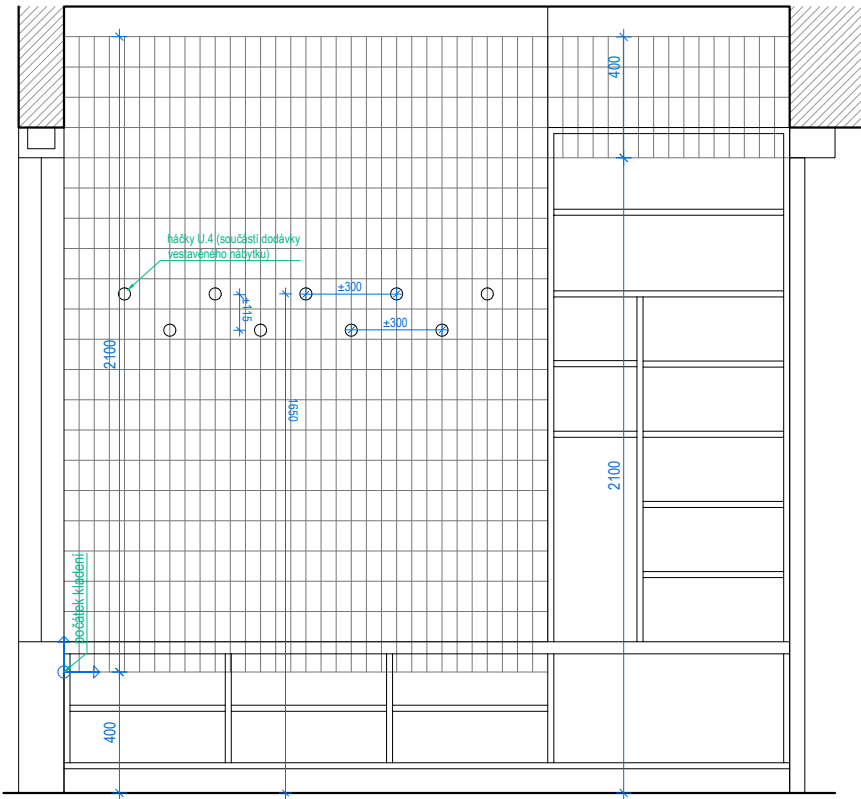 400
háčky U.4 (součástí dodávky
vestavěného nábytku)
±300
±115
±300
2100
1650
2100
počátek kladení
400